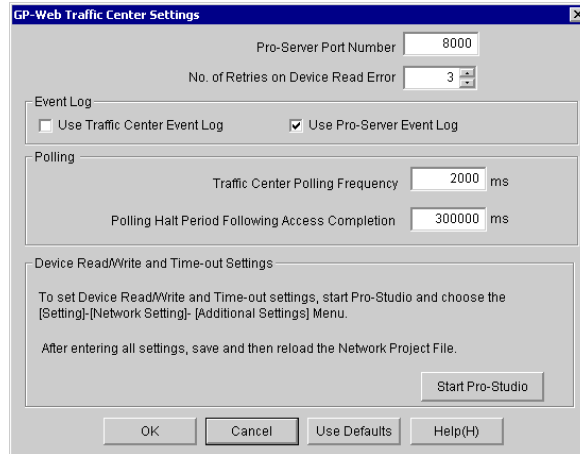 GP-Web Traffic Center Settings
Pro-Server Port Number 8000
No. of Retries on Device Read Error 3
Event Log
Use Traffic Center Event Log Use Pro-Server Event Log
Polling
Traffic Center Polling Frequency 2000 ms
Polling Halt Period Following Access Completion 300000 ms
Device Read/Write and Time-out Settings
To set Device Read/Write and Time-out settings, start Pro-Studio and choose the
[Setting]-[Network Setting]- [Additional Settings] Menu.
After entering all settings, save and then reload the Network Project File.
Start Pro-Studio
OK Cancel Use Defaults Help(H)